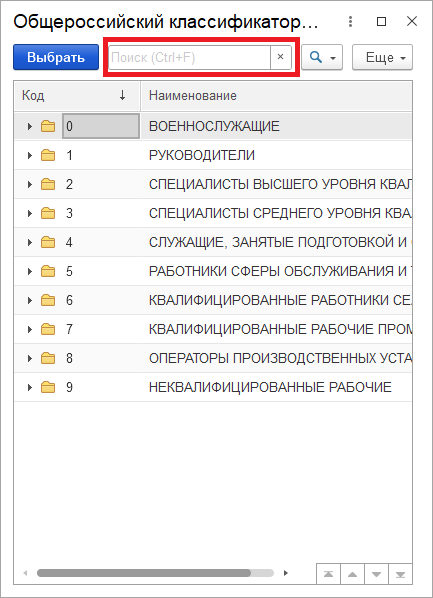 Общероссийский классификатор...
Выбрать Поиск (Ctrl+F) × Еще
Код ↓ Наименование
0 ВОЕННОСЛУЖАЩИЕ
1 РУКОВОДИТЕЛИ
2 СПЕЦИАЛИСТЫ ВЫСШЕГО УРОВНЯ КВАЛ
3 СПЕЦИАЛИСТЫ СРЕДНЕГО УРОВНЯ КВА
4 СЛУЖАЩИЕ, ЗАНЯТЫЕ ПОДГОТОВКОЙ И
5 РАБОТНИКИ СФЕРЫ ОБСЛУЖИВАНИЯ И
6 КВАЛИФИЦИРОВАННЫЕ РАБОТНИКИ СЕ
7 КВАЛИФИЦИРОВАННЫЕ РАБОЧИЕ ПРОМ
8 ОПЕРАТОРЫ ПРОИЗВОДСТВЕННЫХ УСТА
9 НЕКВАЛИФИЦИРОВАННЫЕ РАБОЧИЕ